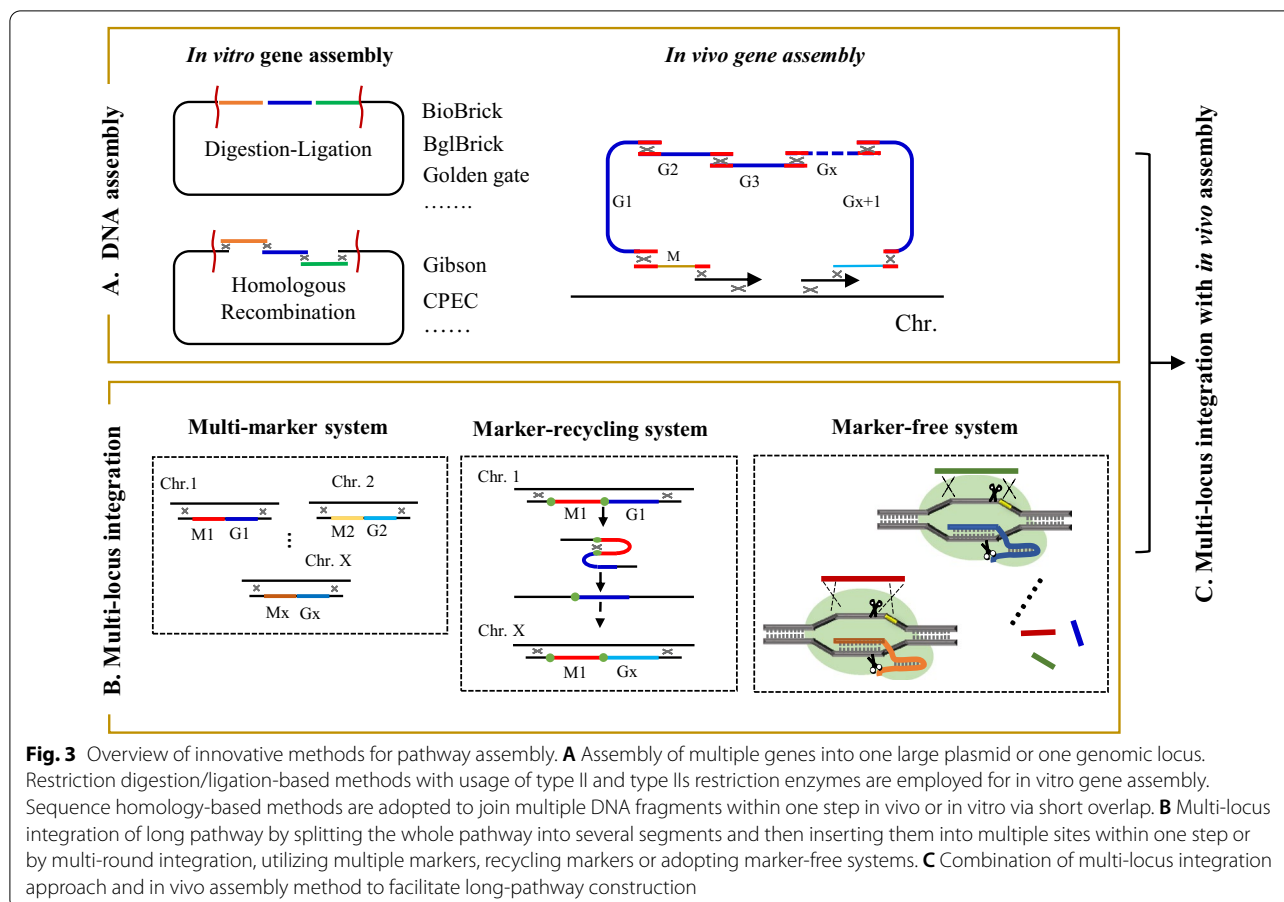 A. DNA assembly
In vitro gene assembly
Digestion-Ligation
BioBrick
BglBrick
Golden gate
…….
Homologous
Recombination
Gibson
CPEC
……
In vivo gene assembly
G1
G2
G3
Gx
Gx+1
M
Chr.
B. Multi-locus integration
Multi-marker system
Chr.1
M1 G1
Chr. 2
M2 G2
Chr. X
Mx Gx
Marker-recycling system
Chr. 1
M1 G1
Chr. X
M1 Gx
Marker-free system
C. Multi-locus integration with in vivo assembly
Fig. 3 Overview of innovative methods for pathway assembly. A Assembly of multiple genes into one large plasmid or one genomic locus.
Restriction digestion/ligation-based methods with usage of type II and type IIs restriction enzymes are employed for in vitro gene assembly.
Sequence homology-based methods are adopted to join multiple DNA fragments within one step in vivo or in vitro via short overlap. B Multi-locus
integration of long pathway by splitting the whole pathway into several segments and then inserting them into multiple sites within one step or
by multi-round integration, utilizing multiple markers, recycling markers or adopting marker-free systems. C Combination of multi-locus integration
approach and in vivo assembly method to facilitate long-pathway construction